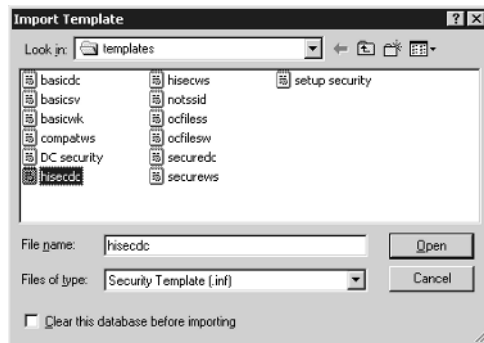 Import Template
Look in: templates
basicdc hisecws setup security
basicsv notssid
basicwk ocfiless
compatws ocfilesw
DC security securedc
hisecdc securews
File name: hisecdc Open
Files of type: Security Template (.inf) Cancel
Clear this database before importing